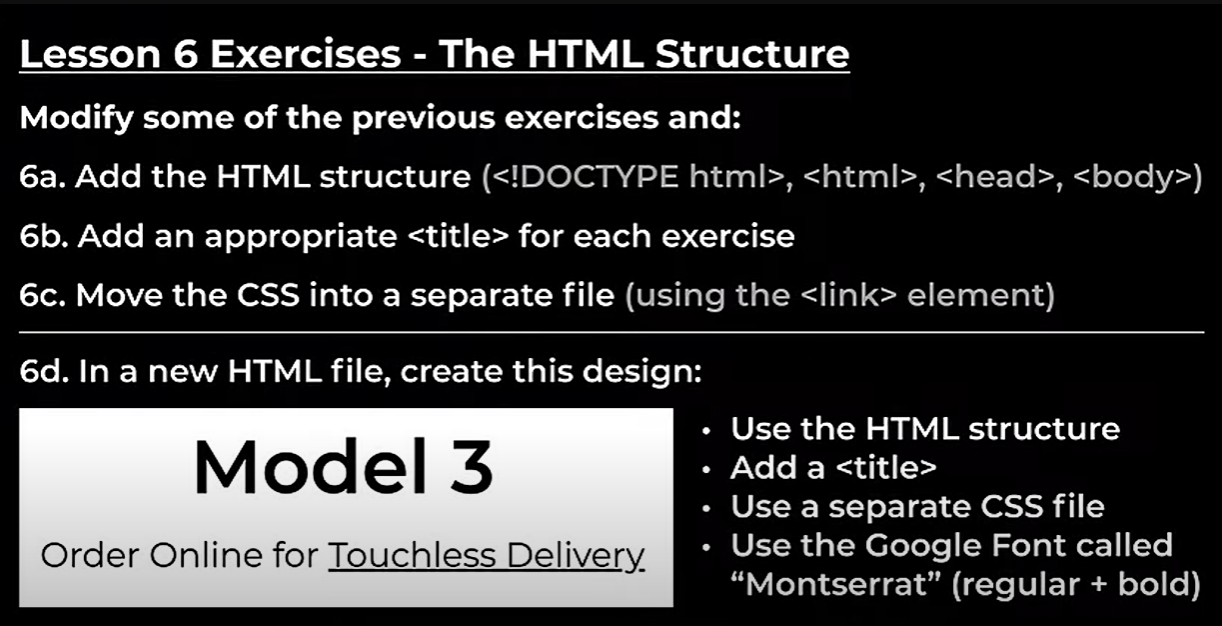 Lesson 6 Exercises - The HTML Structure
Modify some of the previous exercises and:
6a. Add the HTML structure (<!DOCTYPE html>, <html>, <head>, <body>)
6b. Add an appropriate <title> for each exercise
6c. Move the CSS into a separate file (using the <link> element)
6d. In a new HTML file, create this design:
Model 3
Order Online for Touchless Delivery
• Use the HTML structure
• Add a <title>
• Use a separate CSS file
• Use the Google Font called
“Montserrat” (regular + bold)